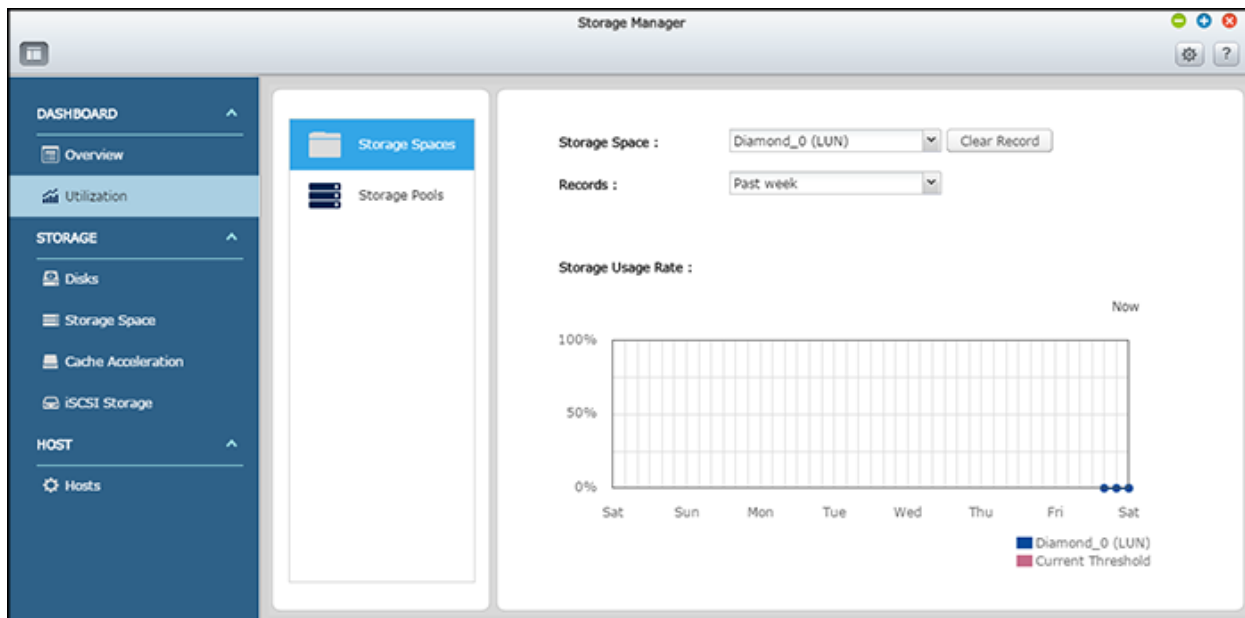 Storage Manager
?
DASHBOARD
Overview
Utilization
STORAGE
Disks
Storage Space
Cache Acceleration
iSCSI Storage
HOST
Hosts
Storage Spaces
Storage Pools
Storage Space : Diamond_0 (LUN) Clear Record
Records : Past week
Storage Usage Rate :
Now
100%
50%
0%
Sat Sun Mon Tue Wed Thu Fri Sat
Diamond_0 (LUN)
Current Threshold